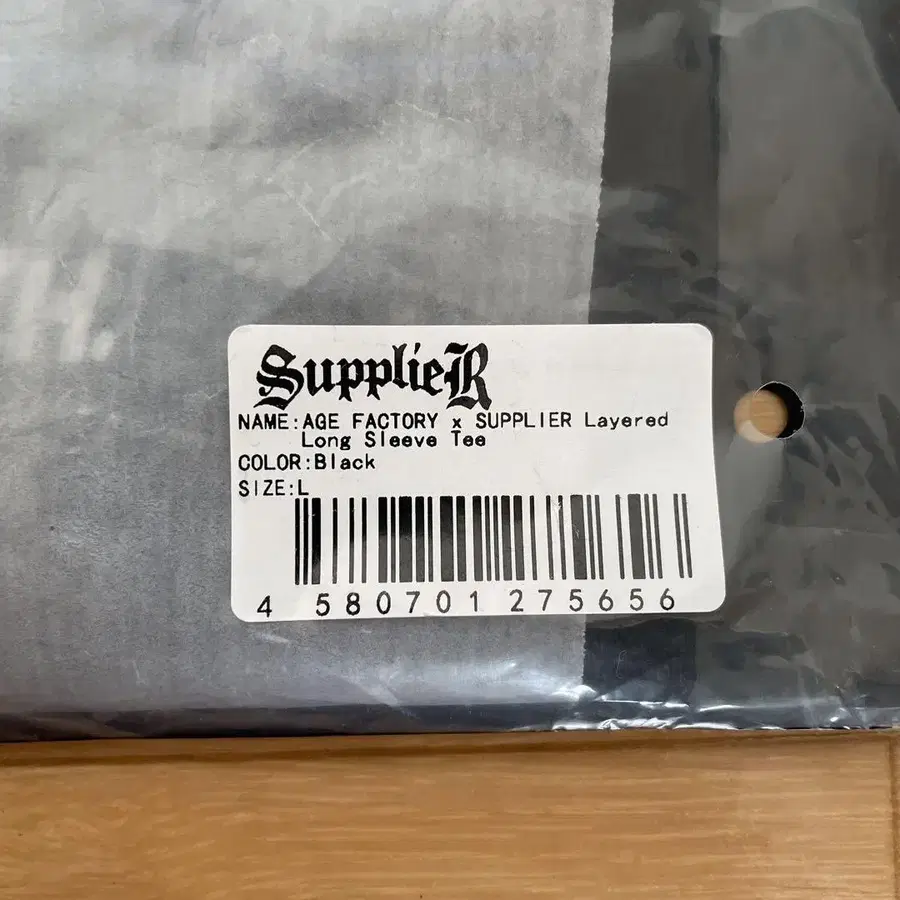 H.
SupplieR
NAME:AGE FACTORY x SUPPLIER Layered
Long Sleeve Tee
COLOR:Black
SIZE:L
4 580701 275656